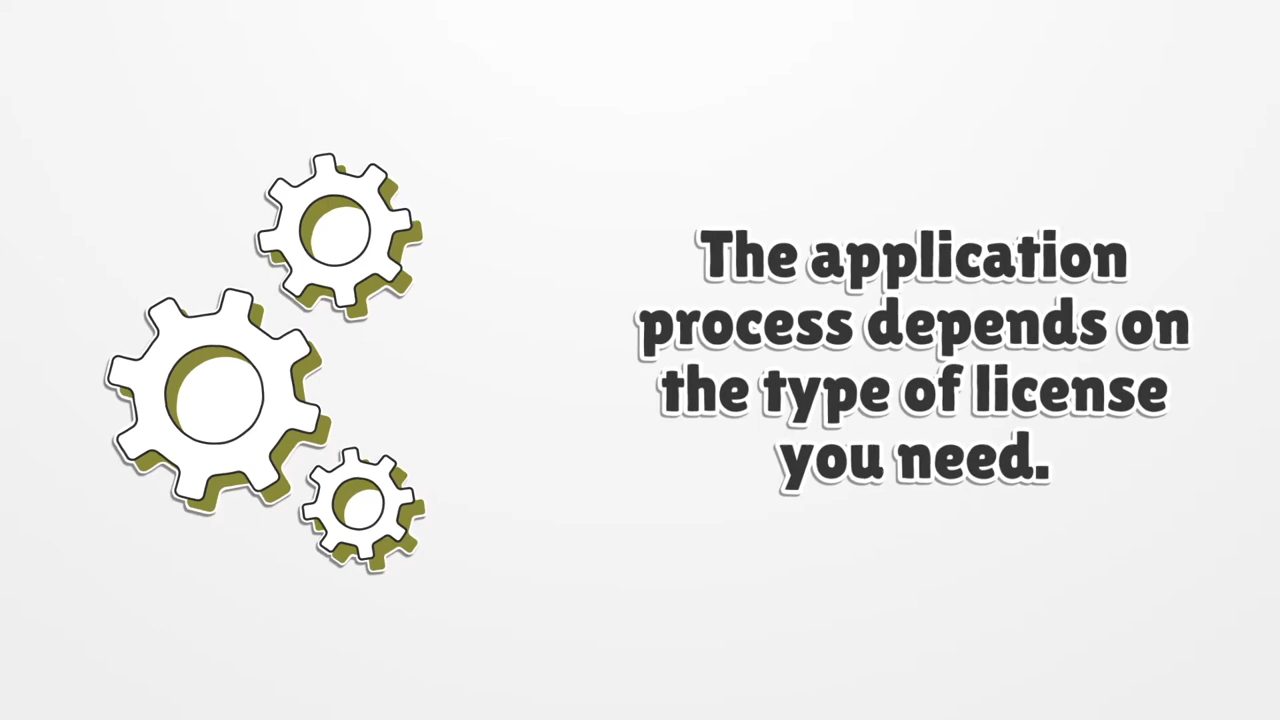 The application
process depends on
the type of license
you need.